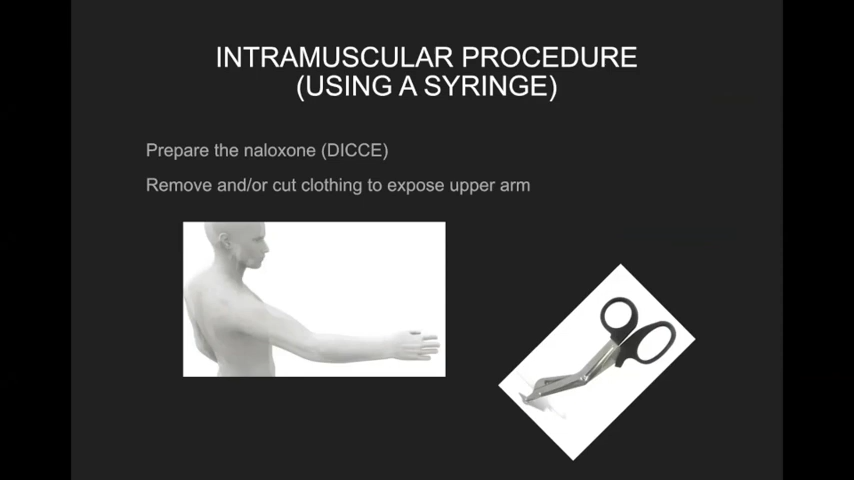 INTRAMUSCULAR PROCEDURE
(USING A SYRINGE)
Prepare the naloxone (DICCE)
Remove and/or cut clothing to expose upper arm